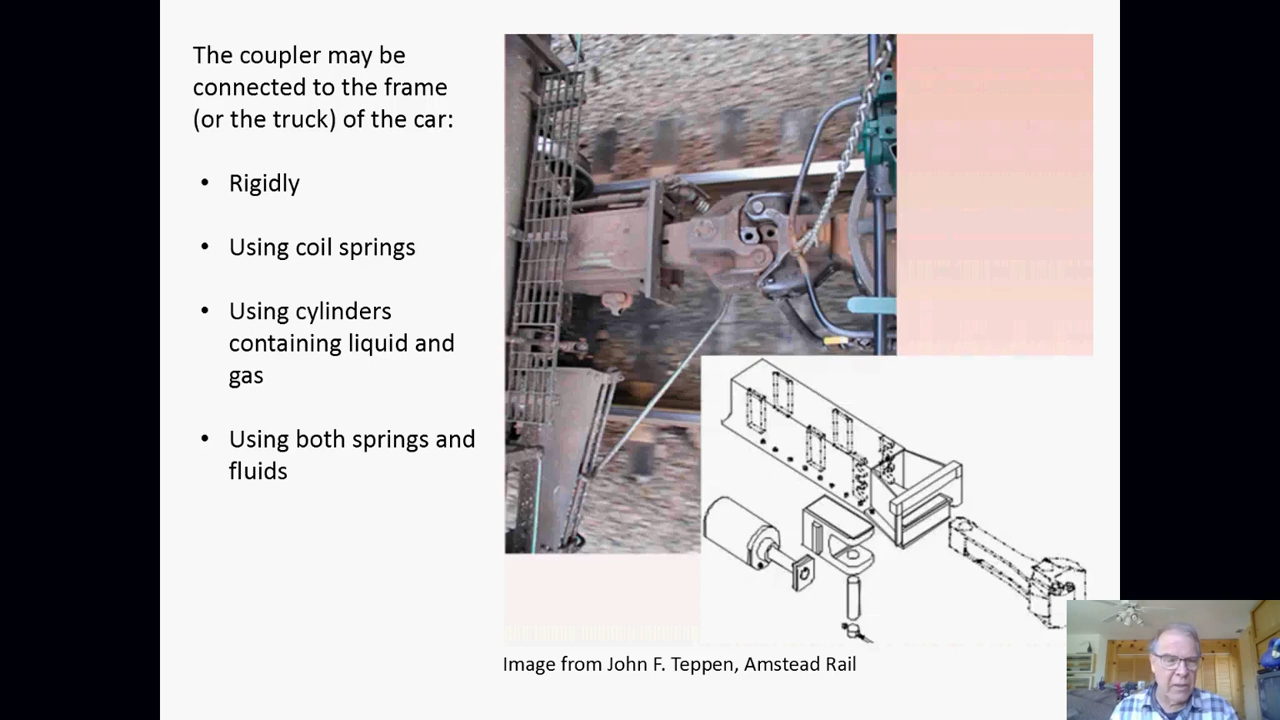 The coupler may be
connected to the frame
(or the truck) of the car:
• Rigidly
• Using coil springs
• Using cylinders
containing liquid and
gas
• Using both springs and
fluids
Image from John F. Teppen, Amstead Rail